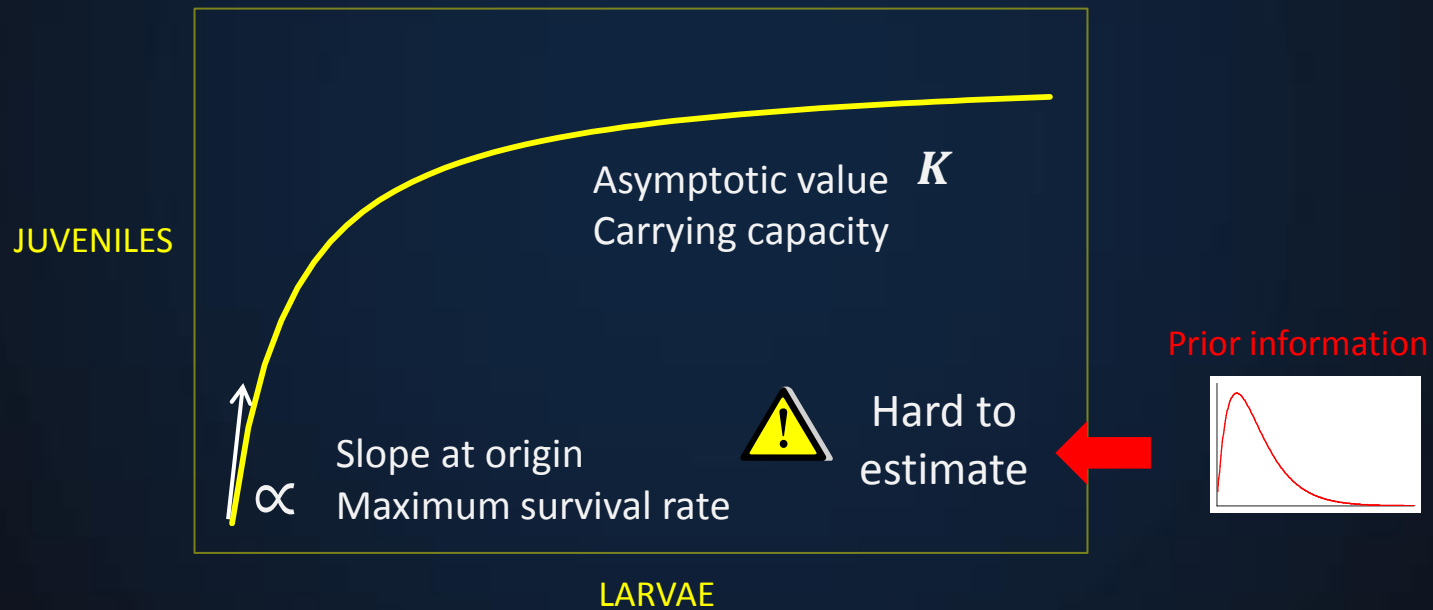 Asymptotic value K
Carrying capacity
JUVENILES
Prior information
!
Hard to
estimate
Slope at origin
∝ Maximum survival rate
LARVAE